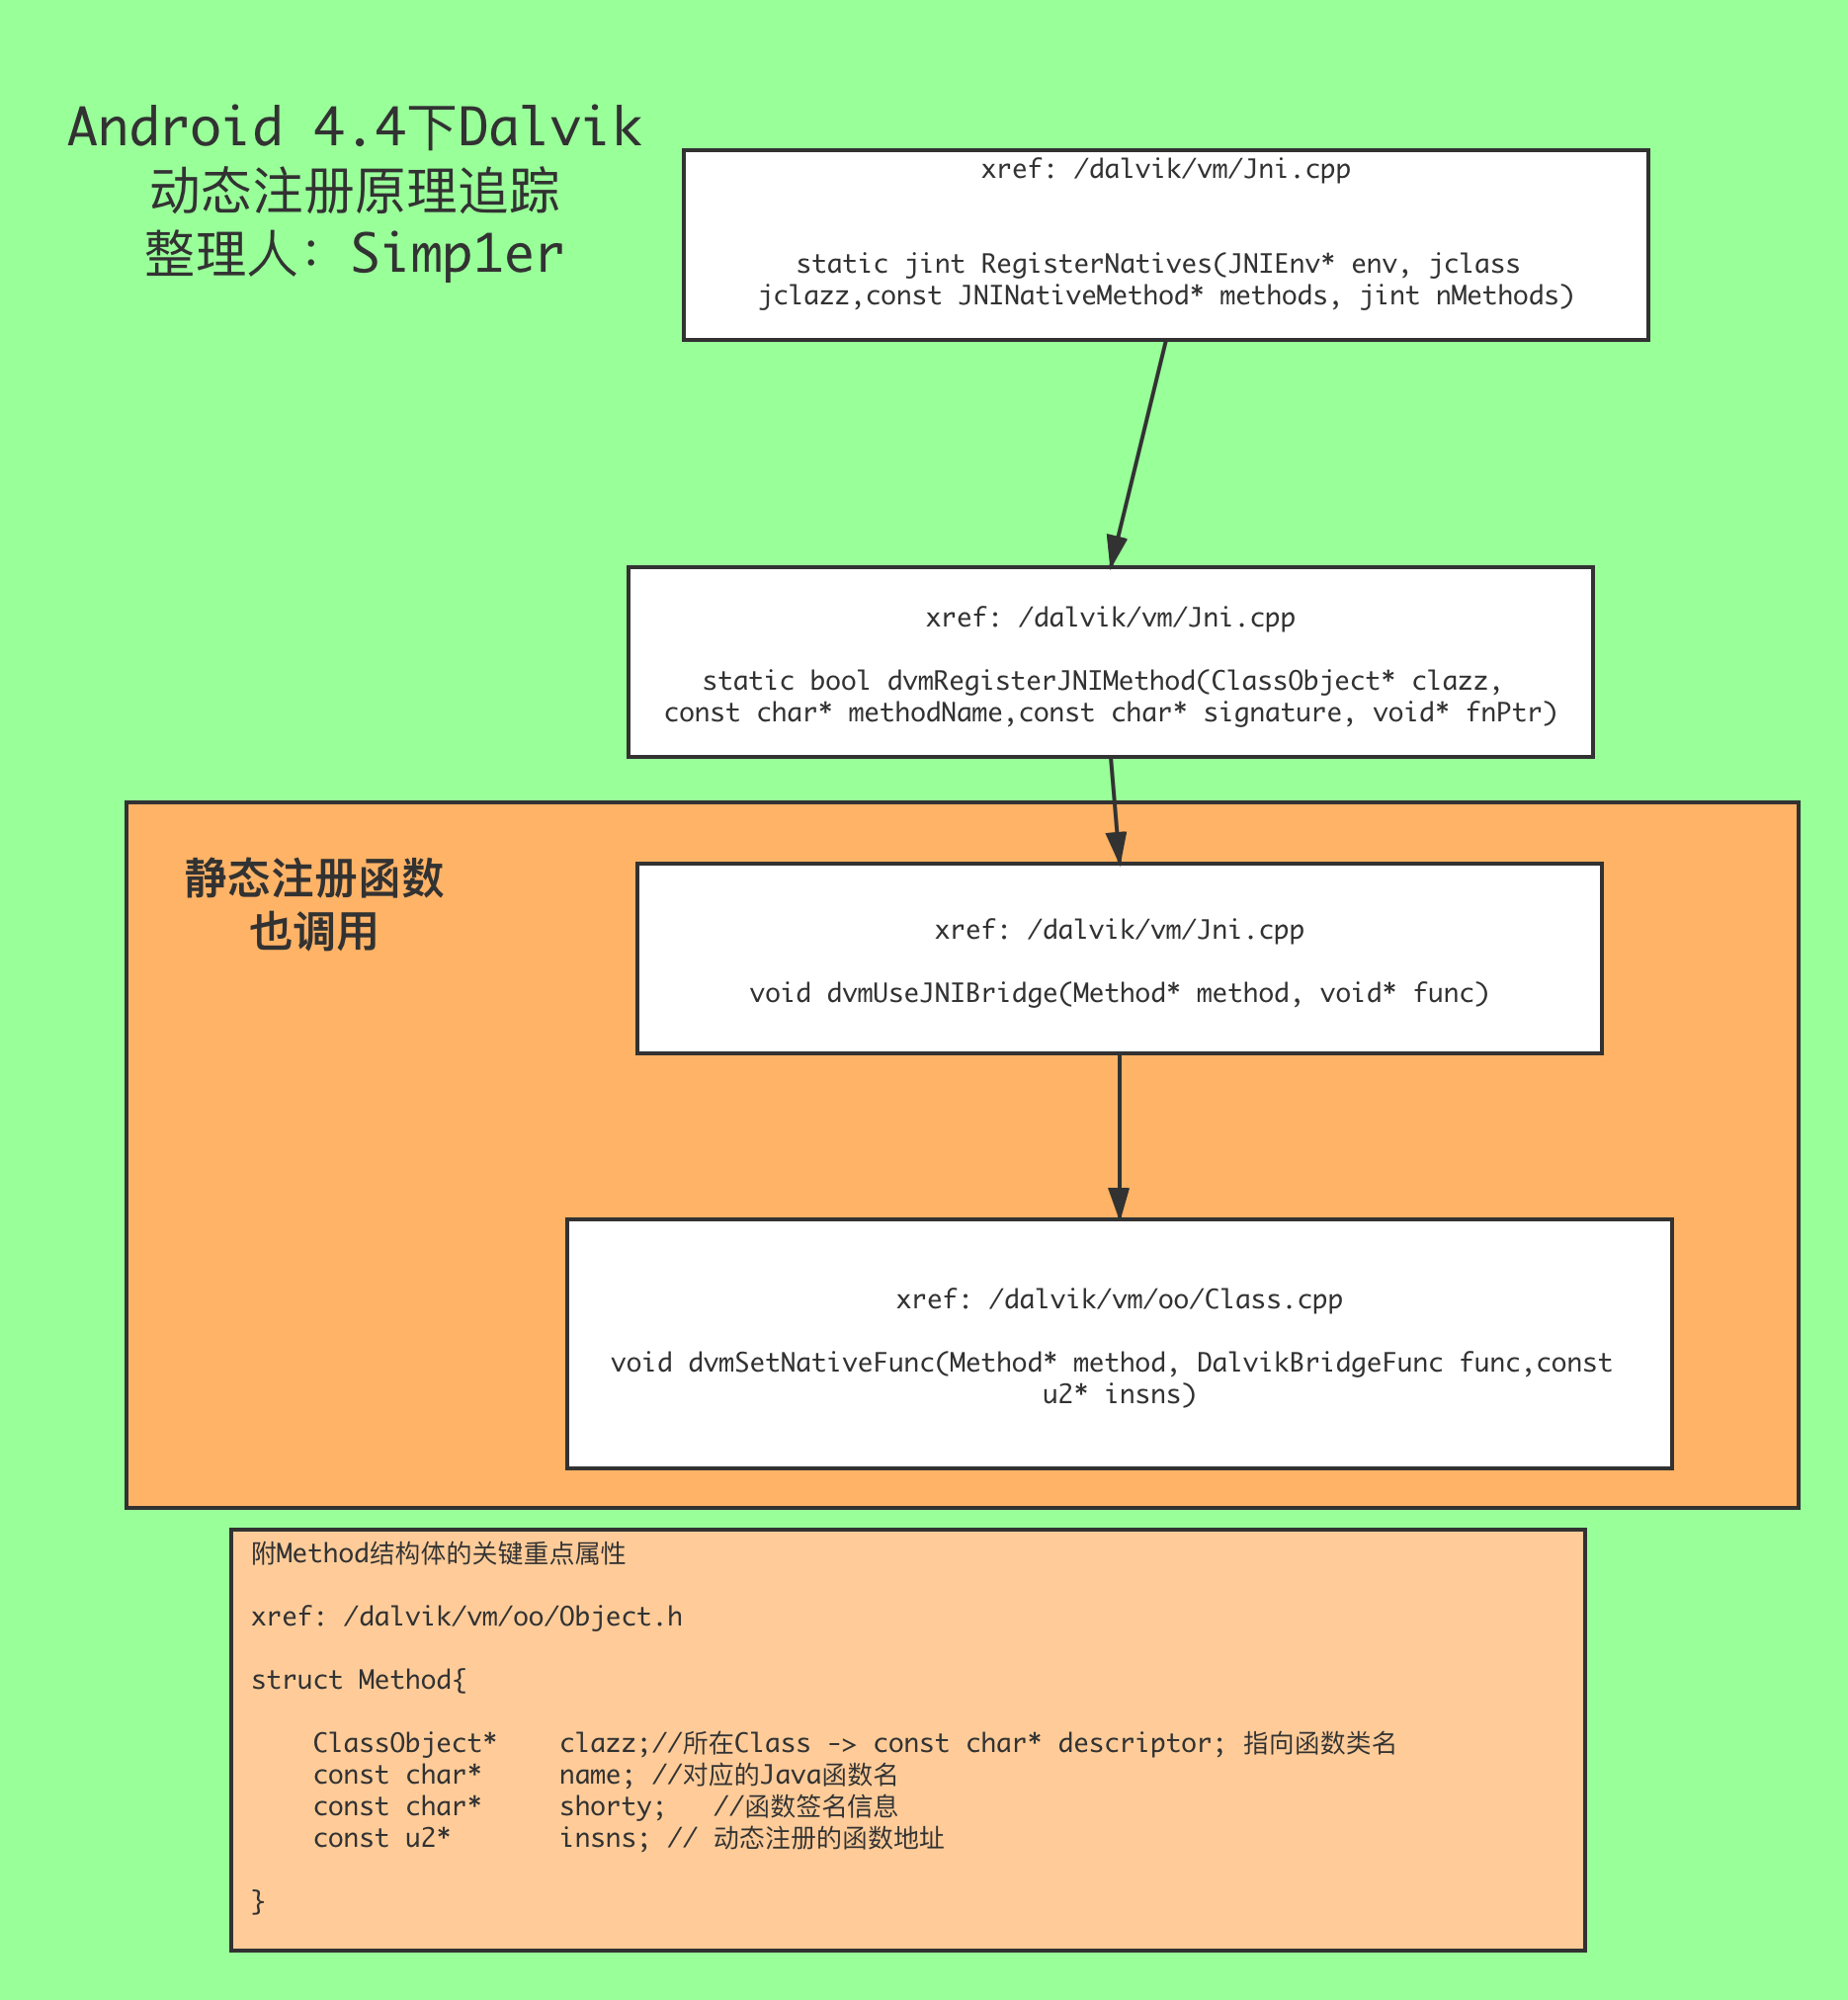 Android 4.4下Dalvik
动态注册原理追踪
整理人：Simp1er
xref: /dalvik/vm/Jni.cpp
static jint RegisterNatives(JNIEnv* env, jclass
jclazz,const JNINativeMethod* methods, jint nMethods)
xref: /dalvik/vm/Jni.cpp
static bool dvmRegisterJNIMethod(ClassObject* clazz,
const char* methodName,const char* signature, void* fnPtr)
静态注册函数
也调用
xref: /dalvik/vm/Jni.cpp
void dvmUseJNIBridge(Method* method, void* func)
xref: /dalvik/vm/oo/Class.cpp
void dvmSetNativeFunc(Method* method, DalvikBridgeFunc func,const
u2* insns)
附Method结构体的关键重点属性
xref: /dalvik/vm/oo/Object.h
struct Method{
    ClassObject*    clazz;//所在Class -> const char* descriptor; 指向函数类名
    const char*     name; //对应的Java函数名
    const char*     shorty;   //函数签名信息
    const u2*       insns; // 动态注册的函数地址
}